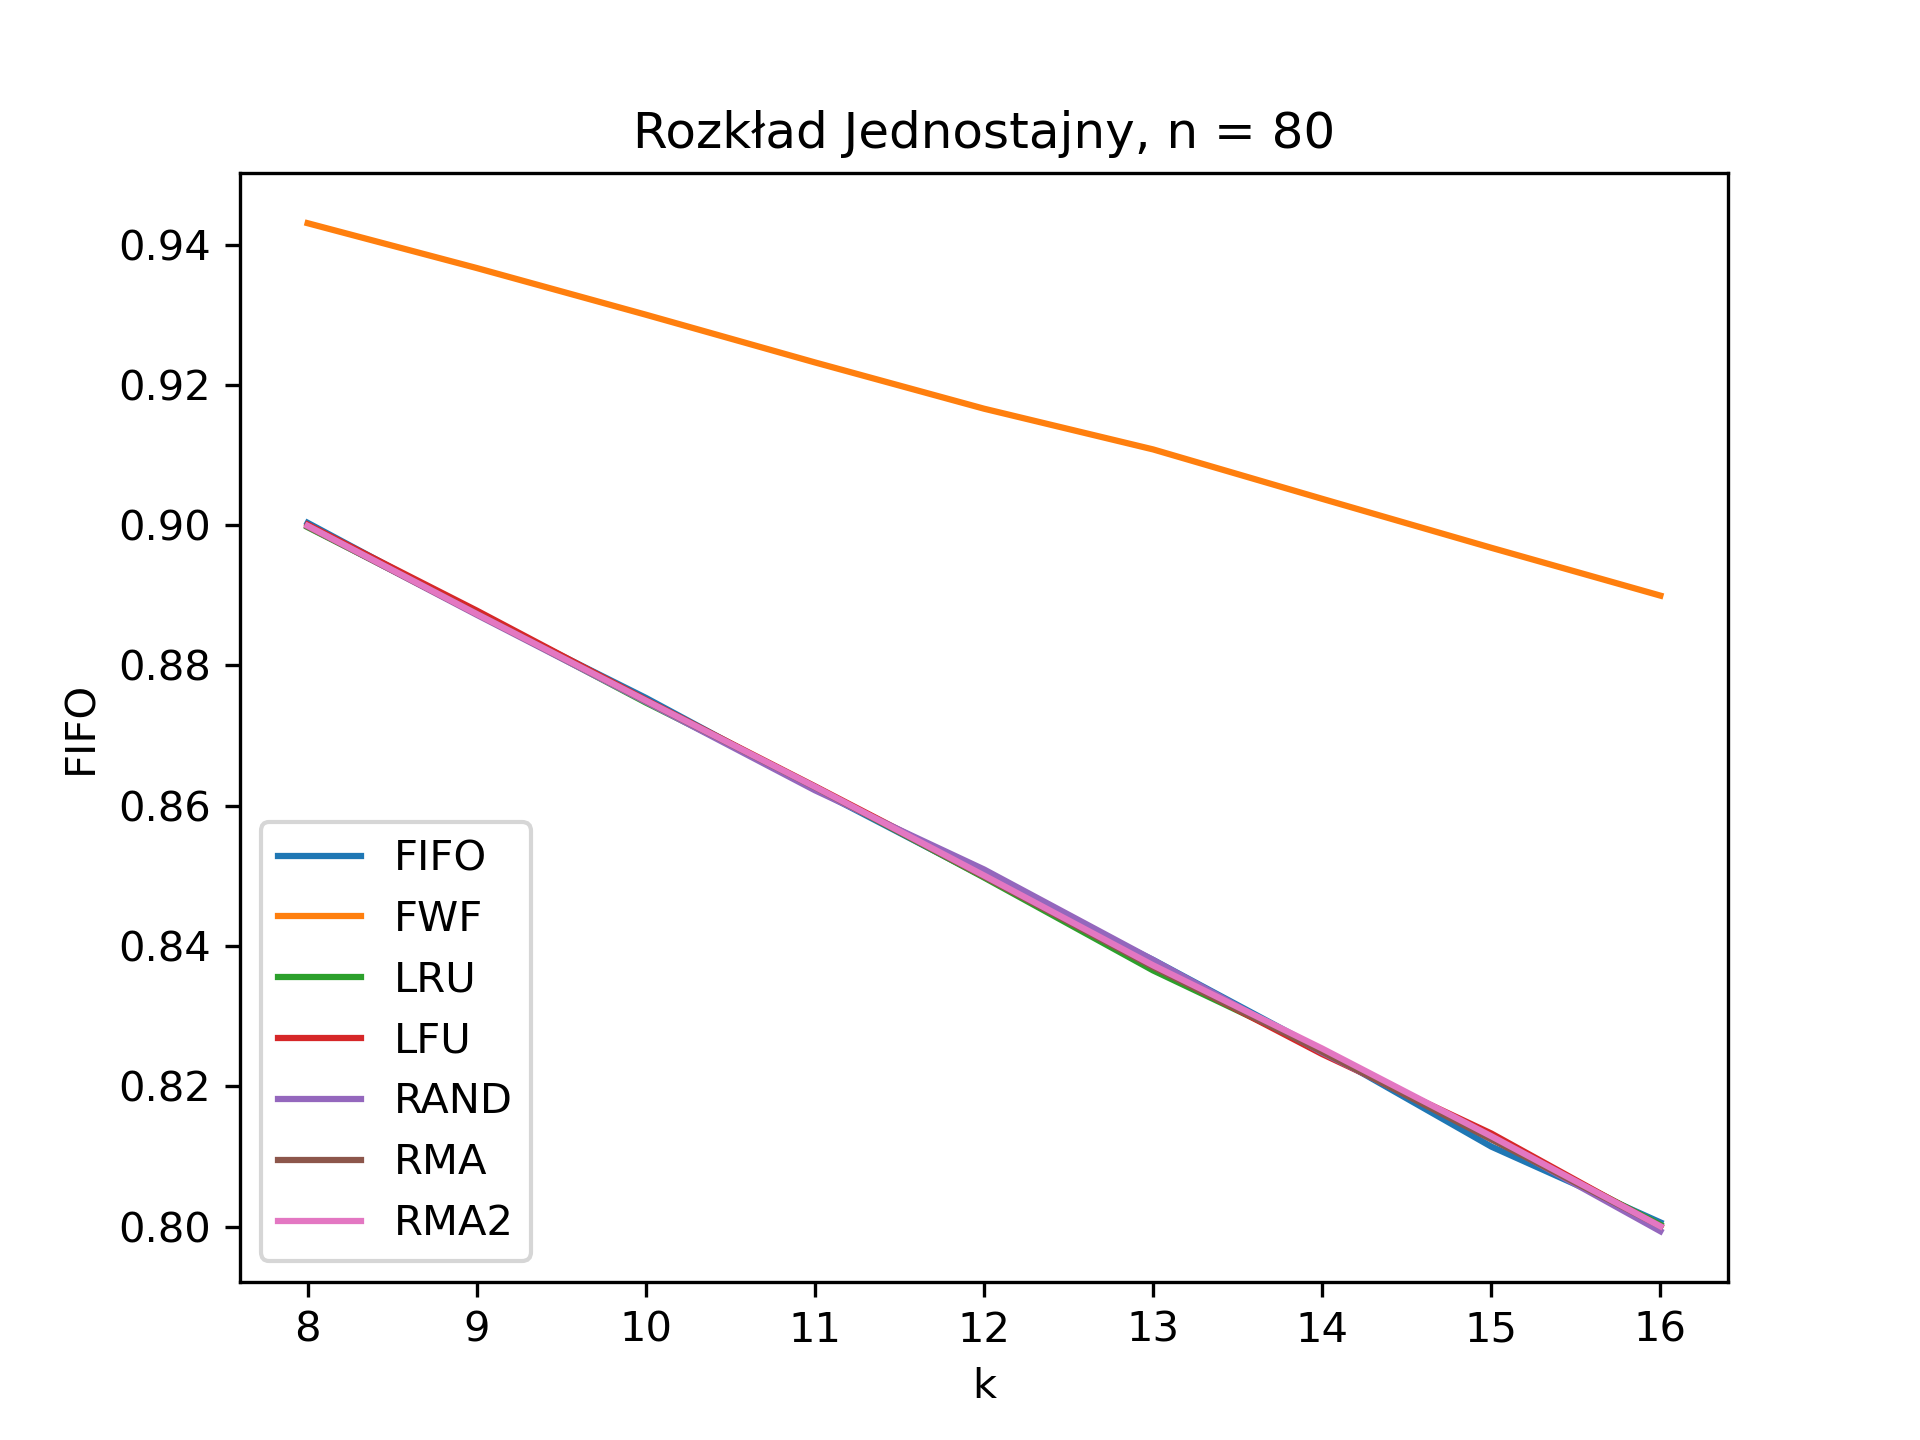 Rozkład Jednostajny, n = 80
0.94
0.92
0.90
0.88
0.86
0.84
0.82
0.80
FIFO
FIFO
FWF
LRU
LFU
RAND
RMA
RMA2
8 9 10 11 12 13 14 15 16
k